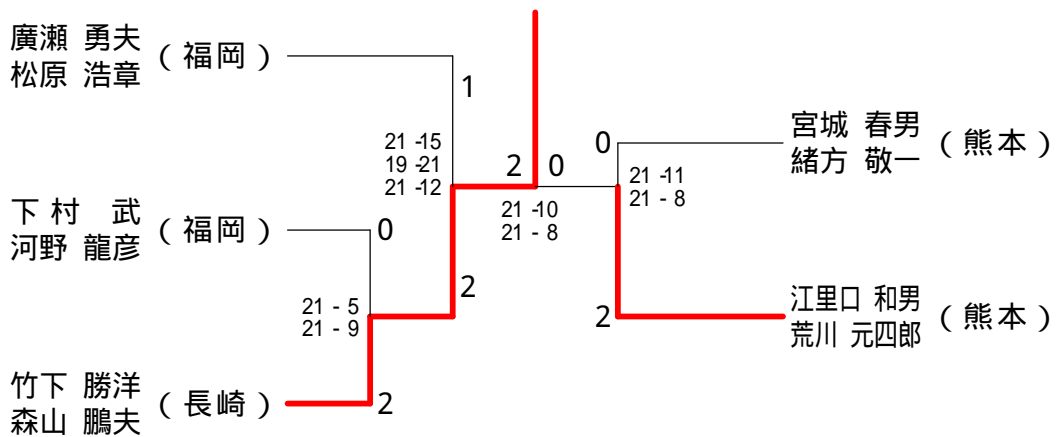 廣瀬 勇夫
松原 浩章
(福岡)
1
21 -15
19 -21
21 -12
下村 武
河野 龍彦
(福岡)
0
21 - 5
21 - 9
2
竹下 勝洋
森山 鵬夫
(長崎)
2
2 0
21 -10
21 - 8
0
宮城 春男
緒方 敬一
(熊本)
21 -11
21 - 8
2
江里口 和男
荒川 元四郎
(熊本)